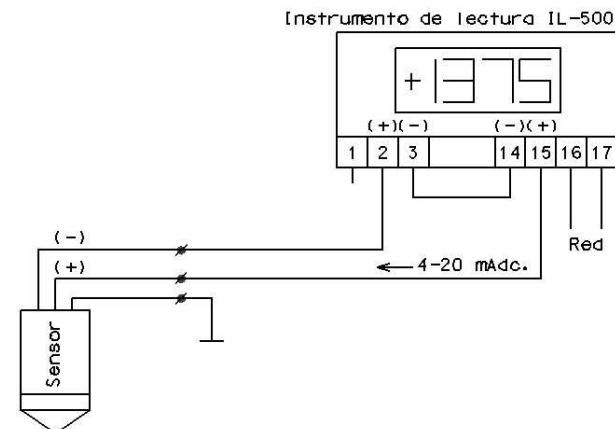 Instrumento de lectura IL-500
+1375
(+)(-) (-)(+)
1 2 3 14 15 16 17
(-) Red
(+) ← 4-20 mAdc.
Sensor